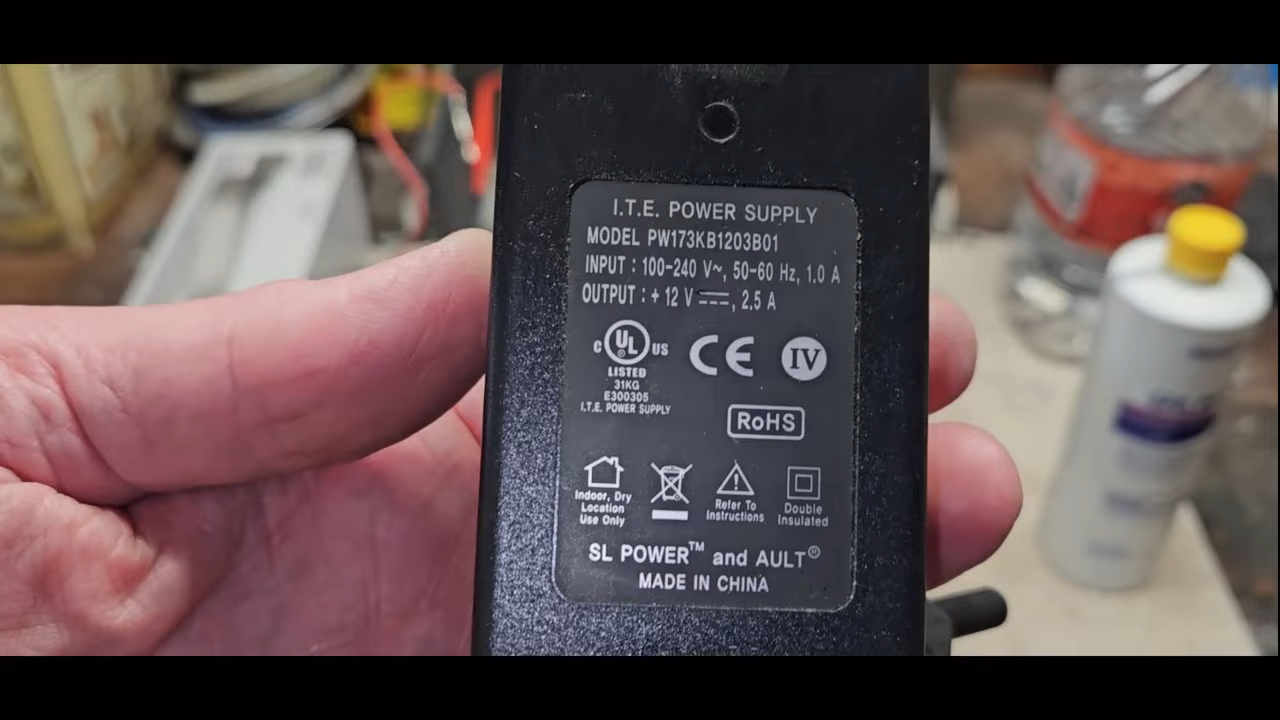 I.T.E. POWER SUPPLY
MODEL PW173KB1203B01
INPUT : 100-240 V~, 50-60 Hz, 1.0 A
OUTPUT : + 12 V ⎓, 2.5 A
C UL US
LISTED
31KG
E300305
I.T.E. POWER SUPPLY
CE
IV
RoHS
Indoor, Dry
Location
Use Only
Refer To
Instructions
Double
Insulated
SL POWER™ and AULT®
MADE IN CHINA